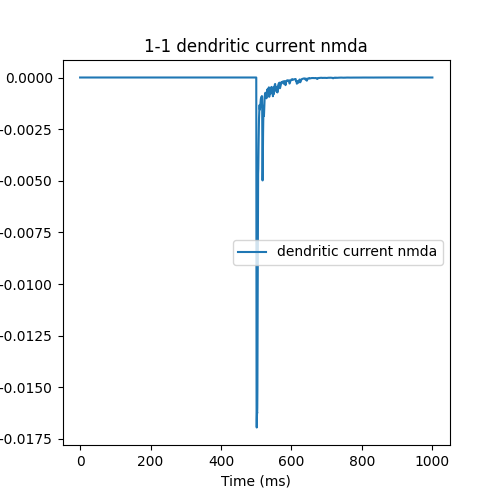 1-1 dendritic current nmda
0.0000
-0.0025
-0.0050
-0.0075
-0.0100
-0.0125
-0.0150
-0.0175
dendritic current nmda
0 200 400 600 800 1000
Time (ms)